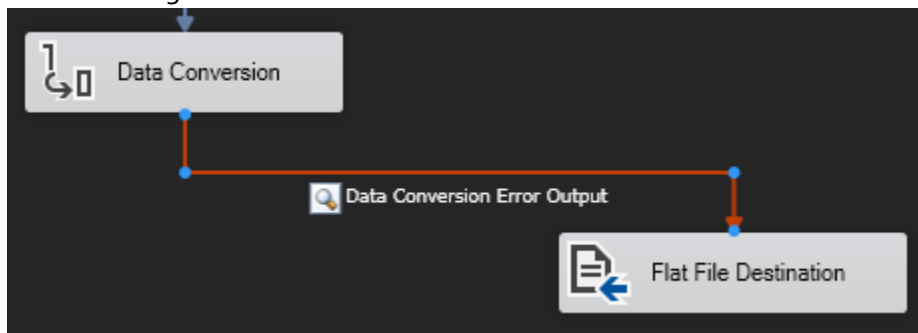 Data Conversion
Data Conversion Error Output
Flat File Destination